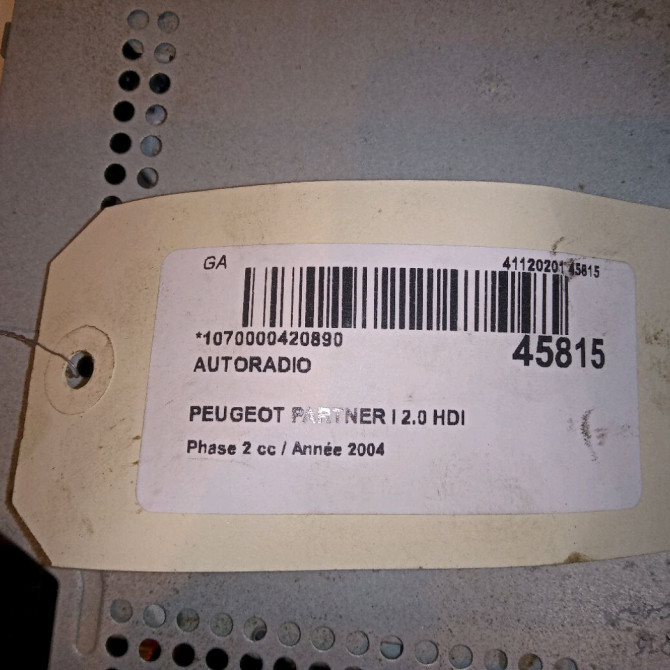 GA
41120201 45815
*1070000420890
45815
AUTORADIO
PEUGEOT PARTNER I 2.0 HDI
Phase 2 cc / Année 2004